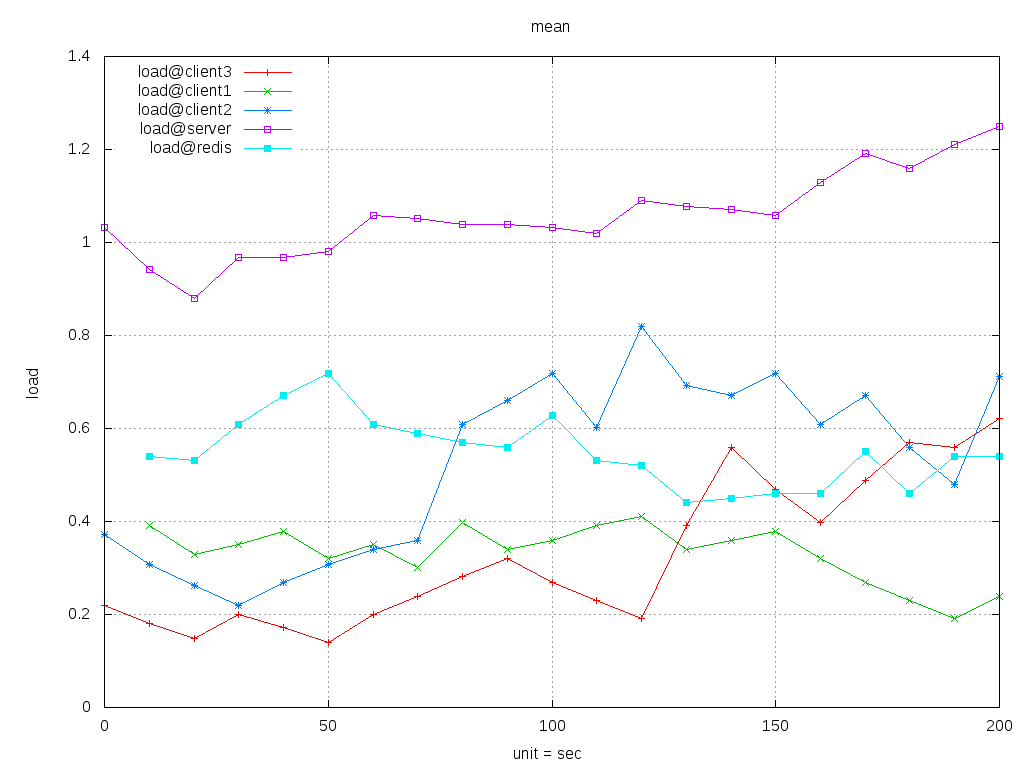 mean
1.4
1.2
1
0.8
0.6
0.4
0.2
0
load
load@client3
load@client1
load@client2
load@server
load@redis
0 50 100 150 200
unit = sec